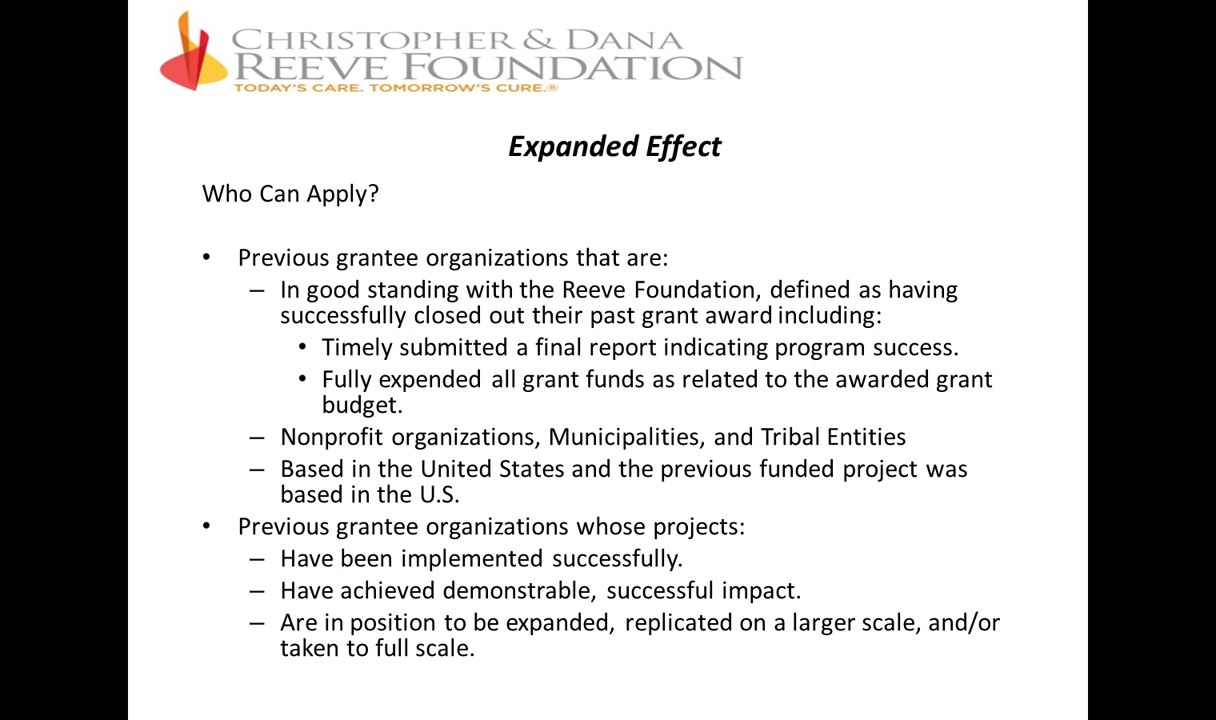 CHRISTOPHER & DANA
REEVE FOUNDATION
TODAY'S CARE. TOMORROW'S CURE.®
Expanded Effect
Who Can Apply?
• Previous grantee organizations that are:
– In good standing with the Reeve Foundation, defined as having
successfully closed out their past grant award including:
• Timely submitted a final report indicating program success.
• Fully expended all grant funds as related to the awarded grant
budget.
– Nonprofit organizations, Municipalities, and Tribal Entities
– Based in the United States and the previous funded project was
based in the U.S.
• Previous grantee organizations whose projects:
– Have been implemented successfully.
– Have achieved demonstrable, successful impact.
– Are in position to be expanded, replicated on a larger scale, and/or
taken to full scale.